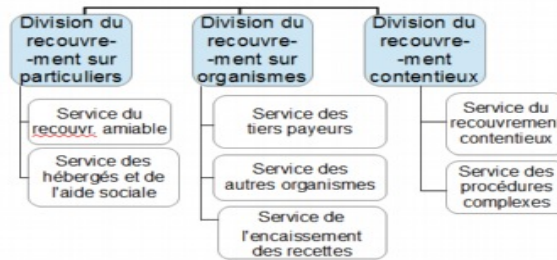 Division du
recouvre-
-ment sur
particuliers
Service du
recouvr. amiable
Service des
hébergés et de
l'aide sociale
Division du
recouvre-
-ment sur
organismes
Service des
tiers payeurs
Service des
autres organismes
Service de
l'encaissement
des recettes
Division du
recouvre-
-ment
contentieux
Service du
recouvrement
contentieux
Service des
procédures
complexes